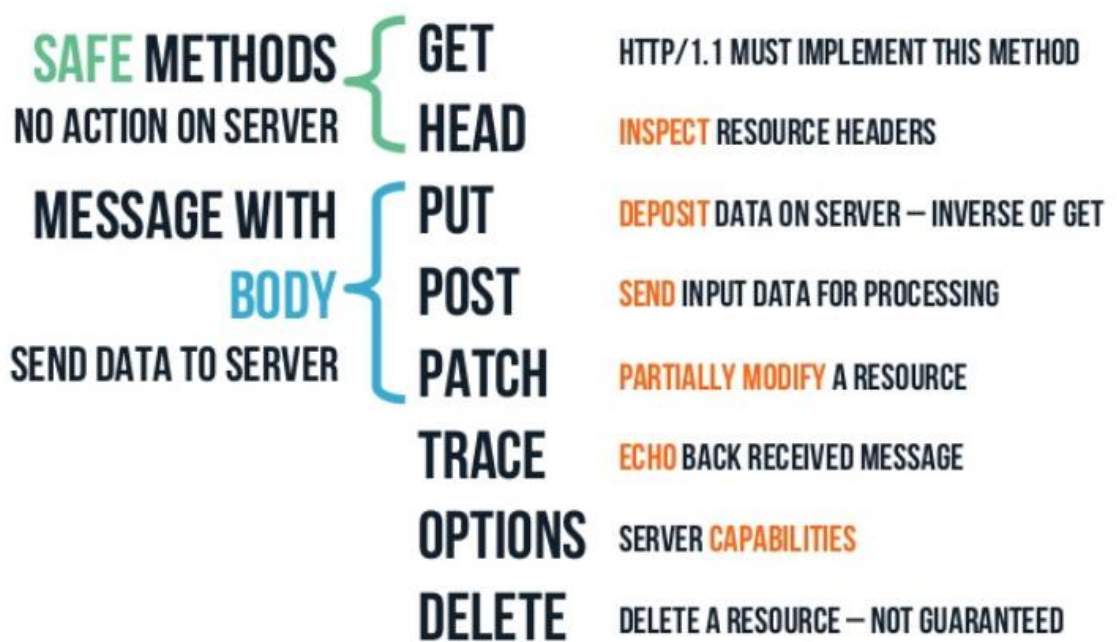 SAFE METHODS
NO ACTION ON SERVER
GET HTTP/1.1 MUST IMPLEMENT THIS METHOD
HEAD INSPECT RESOURCE HEADERS
MESSAGE WITH
BODY
SEND DATA TO SERVER
PUT DEPOSIT DATA ON SERVER – INVERSE OF GET
POST SEND INPUT DATA FOR PROCESSING
PATCH PARTIALLY MODIFY A RESOURCE
TRACE ECHO BACK RECEIVED MESSAGE
OPTIONS SERVER CAPABILITIES
DELETE DELETE A RESOURCE – NOT GUARANTEED